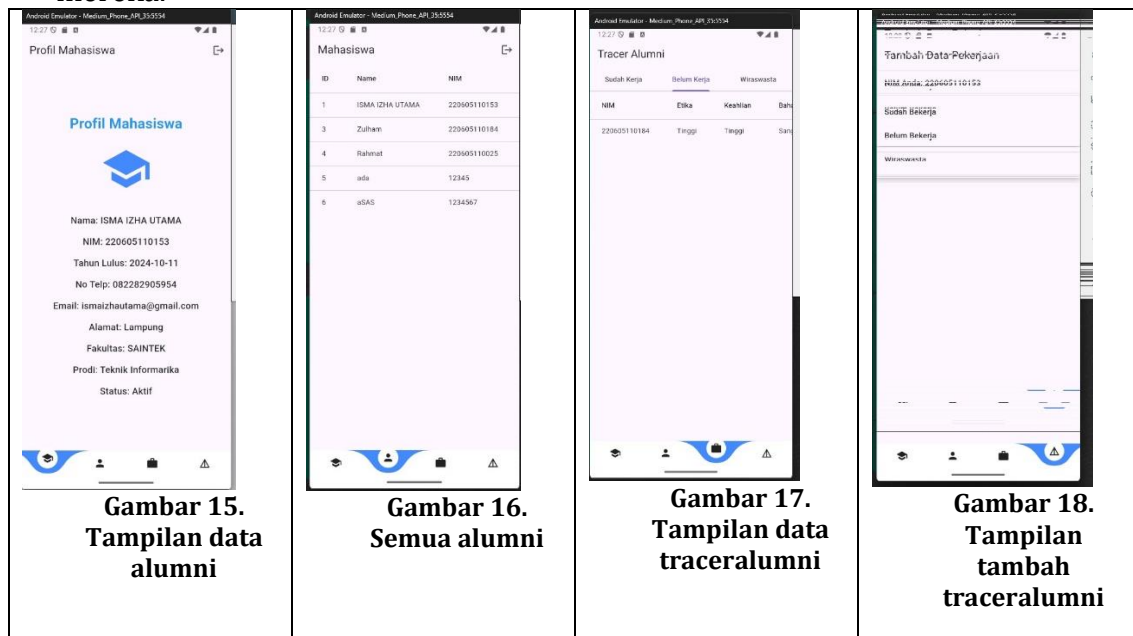 Android Emulator - Medium_Phone_API_35:5554
12:27
Profil Mahasiswa
Profil Mahasiswa
Nama: ISMA IZHA UTAMA
NIM: 220605110153
Tahun Lulus: 2024-10-11
No Telp: 082282905954
Email: ismaizhautama@gmail.com
Alamat: Lampung
Fakultas: SAINTEK
Prodi: Teknik Informarika
Status: Aktif
Gambar 15.
Tampilan data
alumni
Android Emulator - Medium_Phone_API_35:5554
12:27
Mahasiswa
ID Name NIM
1 ISMA IZHA UTAMA 220605110153
3 Zulham 220605110184
4 Rahmat 220605110025
5 ada 12345
6 aSAS 1234567
Gambar 16.
Semua alumni
Android Emulator - Medium_Phone_API_35:5554
12:27
Tracer Alumni
Sudah Kerja Belum Kerja Wiraswasta
NIM Etika Keahlian Baha
220605110184 Tinggi Tinggi Sang
Gambar 17.
Tampilan data
traceralumni
Tambah Data Pekerjaan
NIM Anda: 220605110153
Sudah Bekerja
Belum Bekerja
Wiraswasta
Gambar 18.
Tampilan
tambah
traceralumni